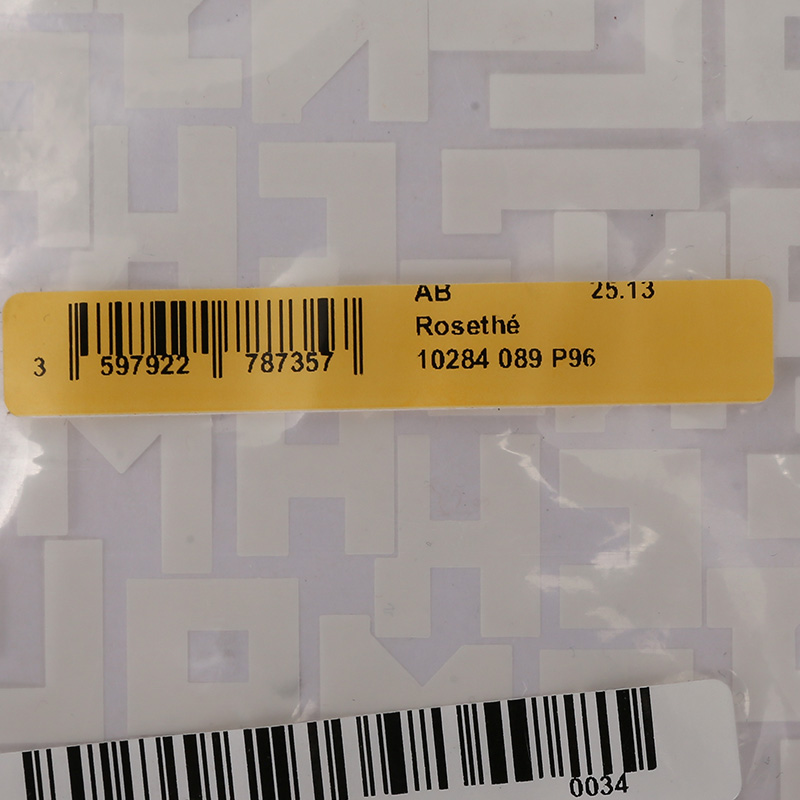 AB 25.13
Rosethé
10284 089 P96
3 597922 787357
0034